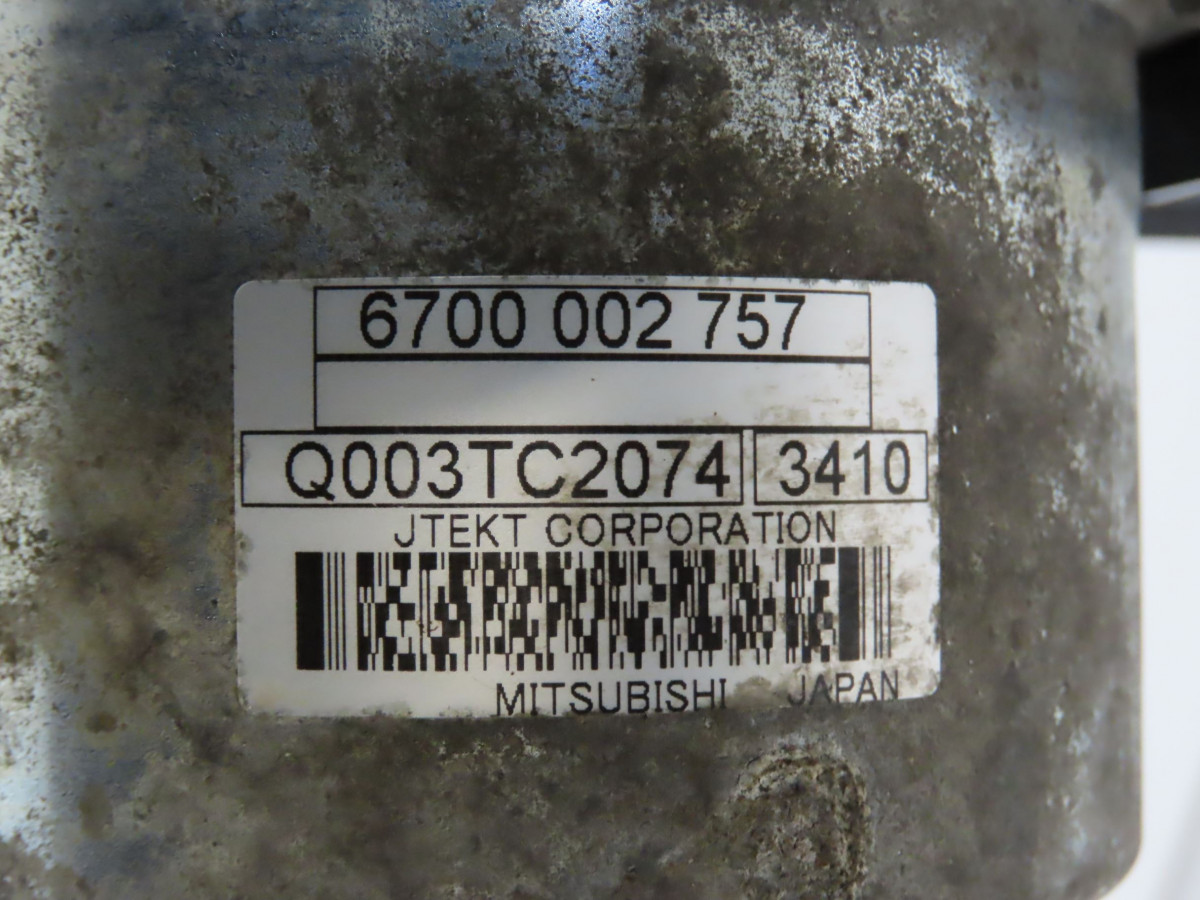 6700 002 757
Q003TC2074 3410
JTEKT CORPORATION
MITSUBISHI JAPAN